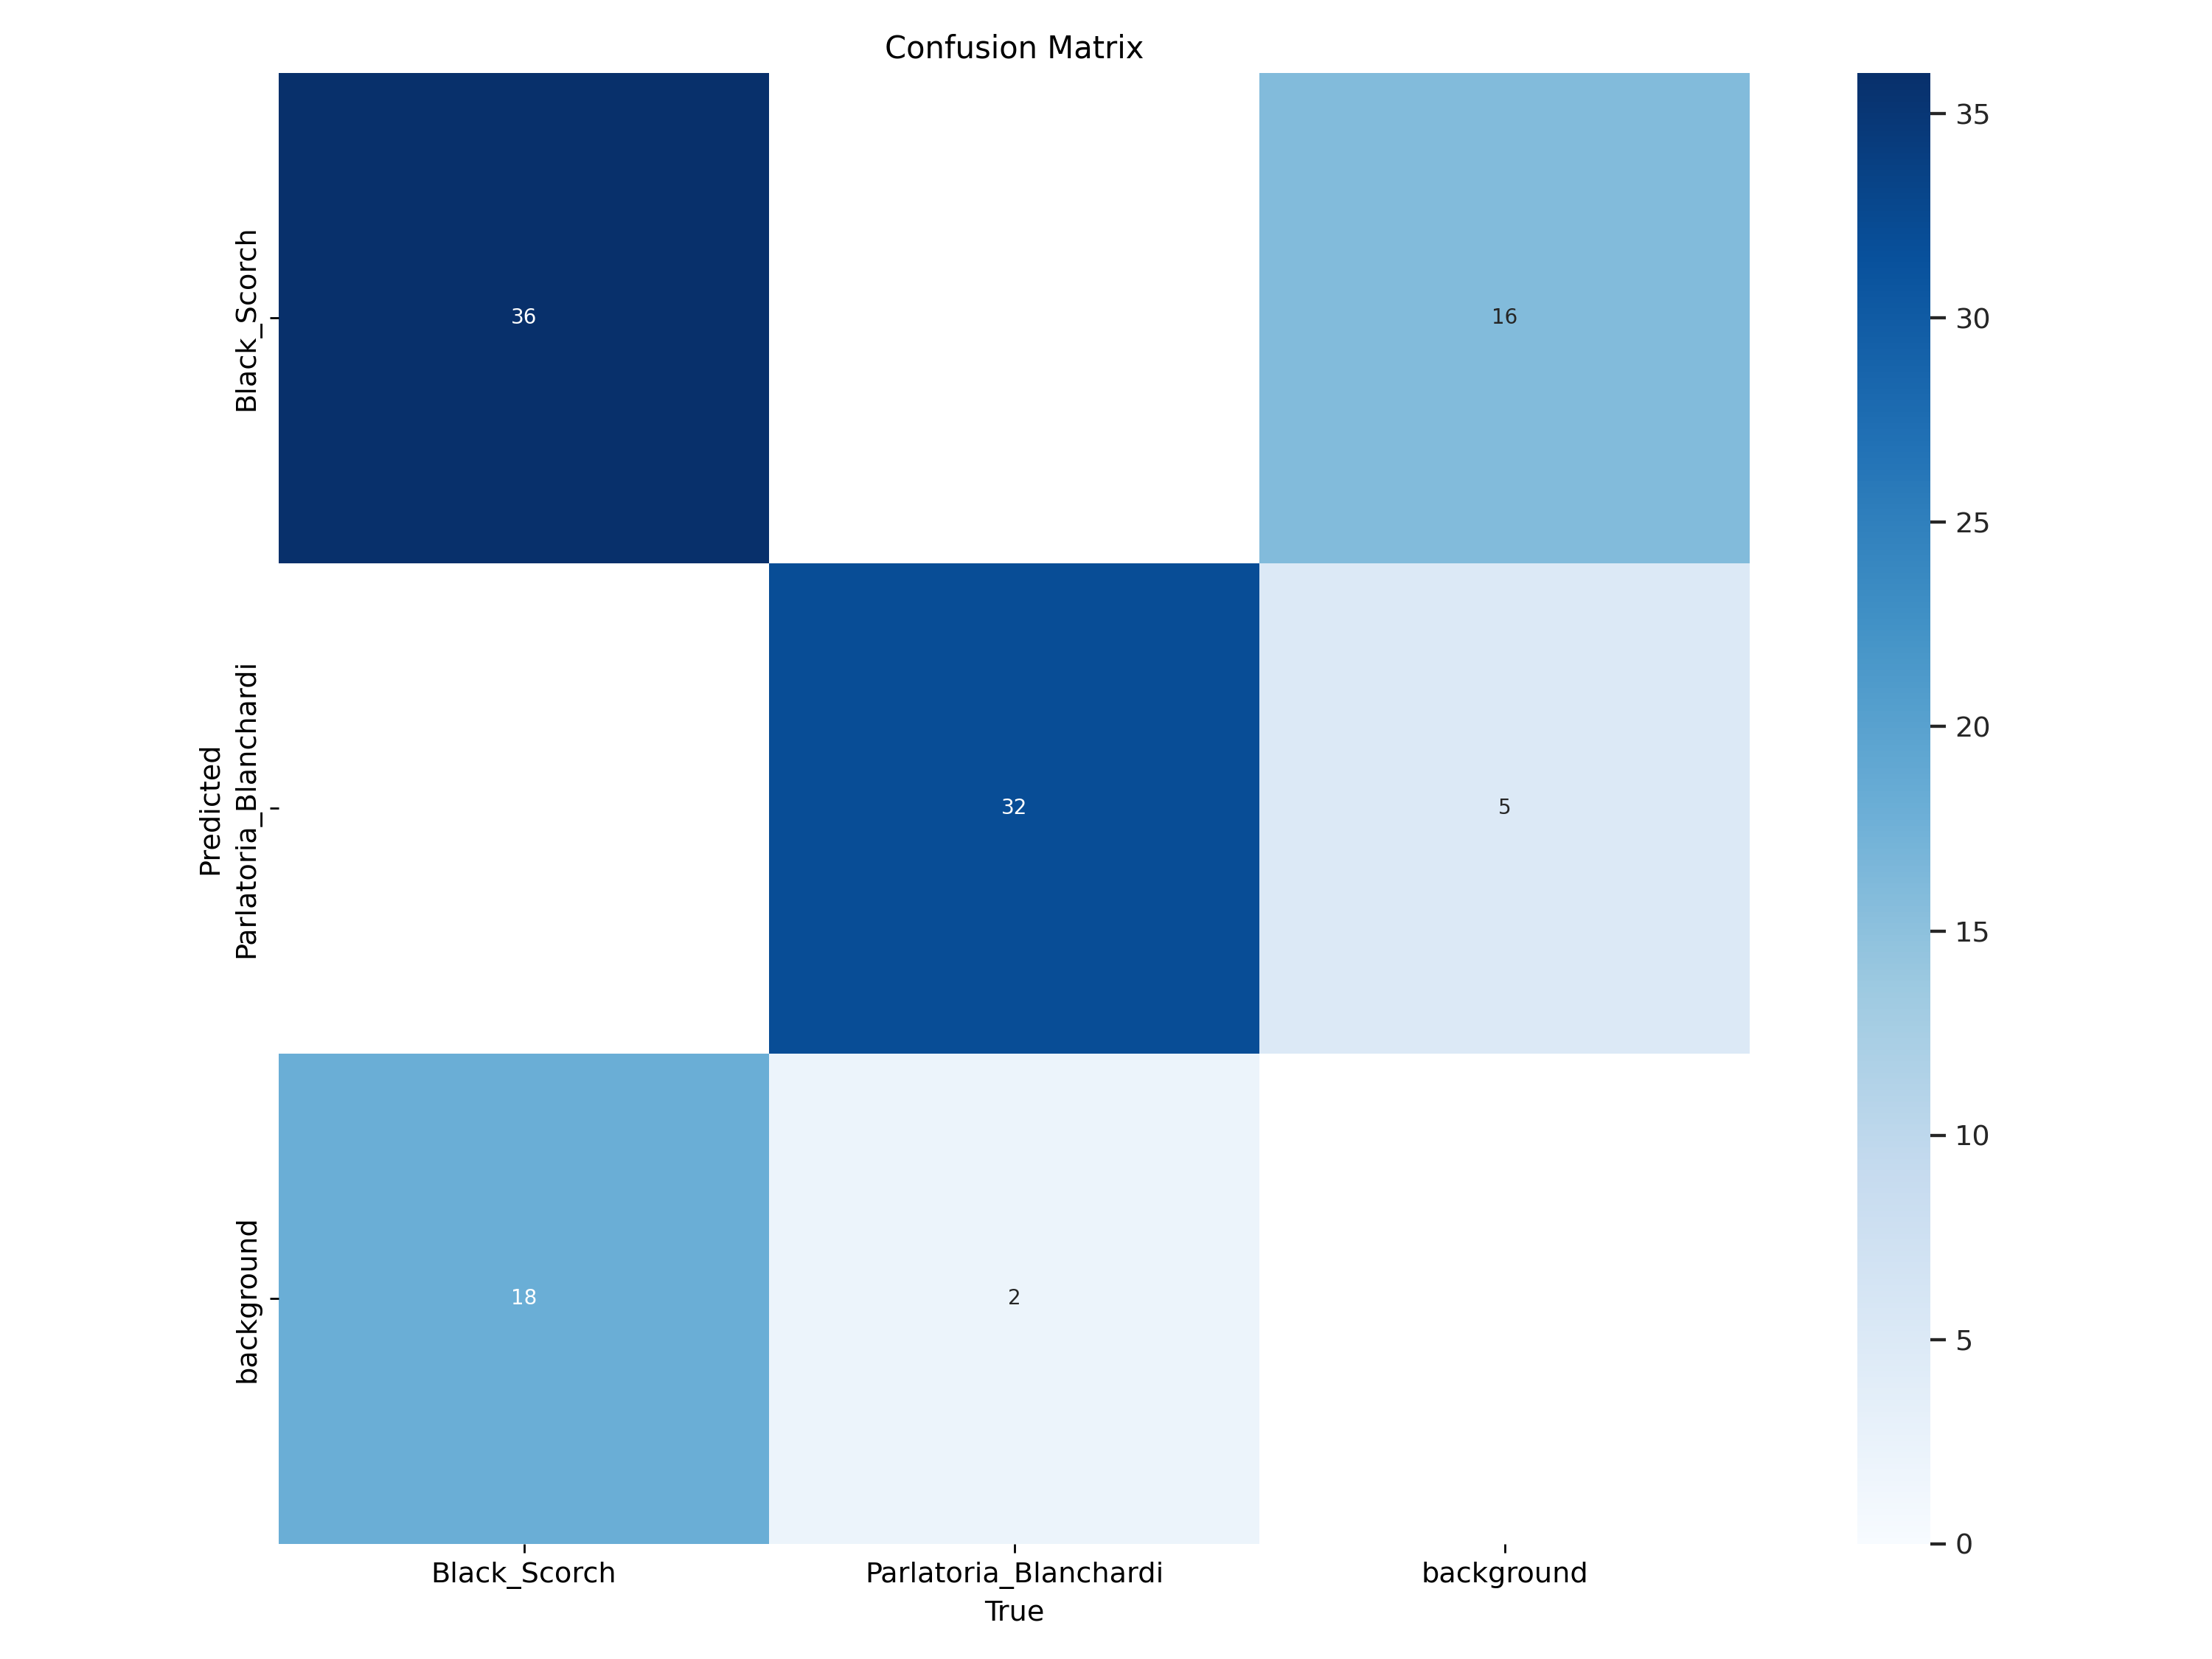 Confusion Matrix
Black_Scorch
Parlatoria_Blanchardi
background
Predicted
36
16
32
5
18
2
Black_Scorch
Parlatoria_Blanchardi
background
True
35
30
25
20
15
10
5
0